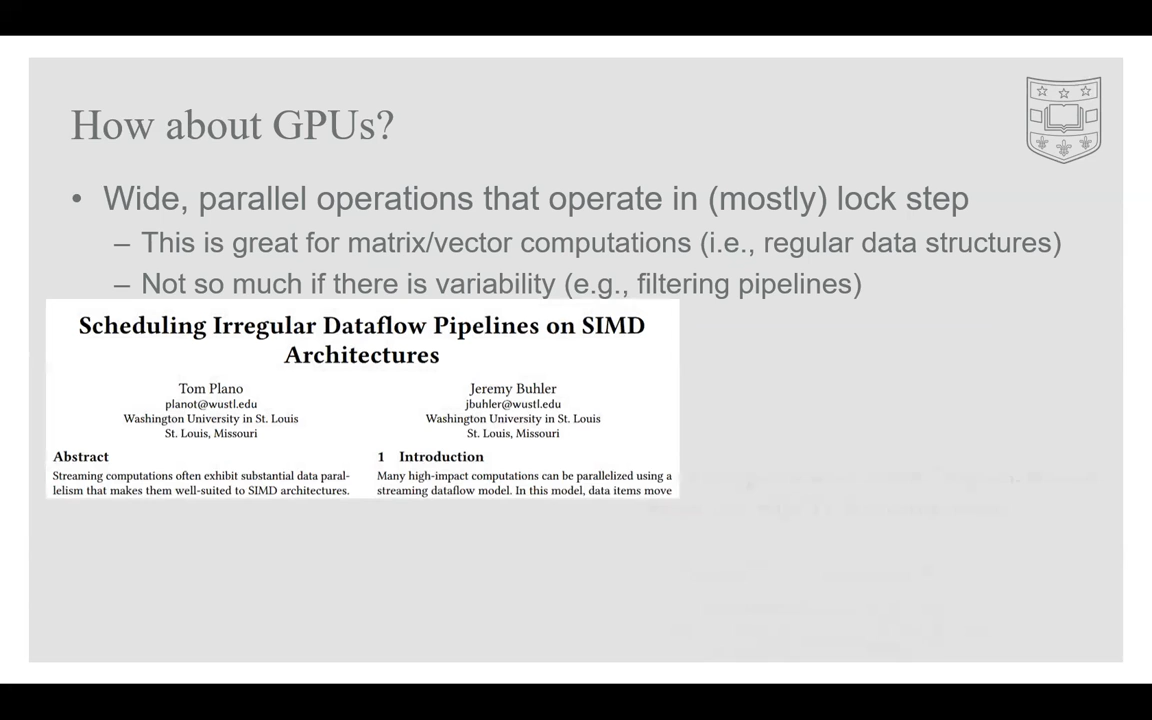 How about GPUs?
• Wide, parallel operations that operate in (mostly) lock step
– This is great for matrix/vector computations (i.e., regular data structures)
– Not so much if there is variability (e.g., filtering pipelines)
Scheduling Irregular Dataflow Pipelines on SIMD
Architectures
Tom Plano
planot@wustl.edu
Washington University in St. Louis
St. Louis, Missouri
Jeremy Buhler
jbuhler@wustl.edu
Washington University in St. Louis
St. Louis, Missouri
Abstract
Streaming computations often exhibit substantial data paral-
lelism that makes them well-suited to SIMD architectures.
1 Introduction
Many high-impact computations can be parallelized using a
streaming dataflow model. In this model, data items move